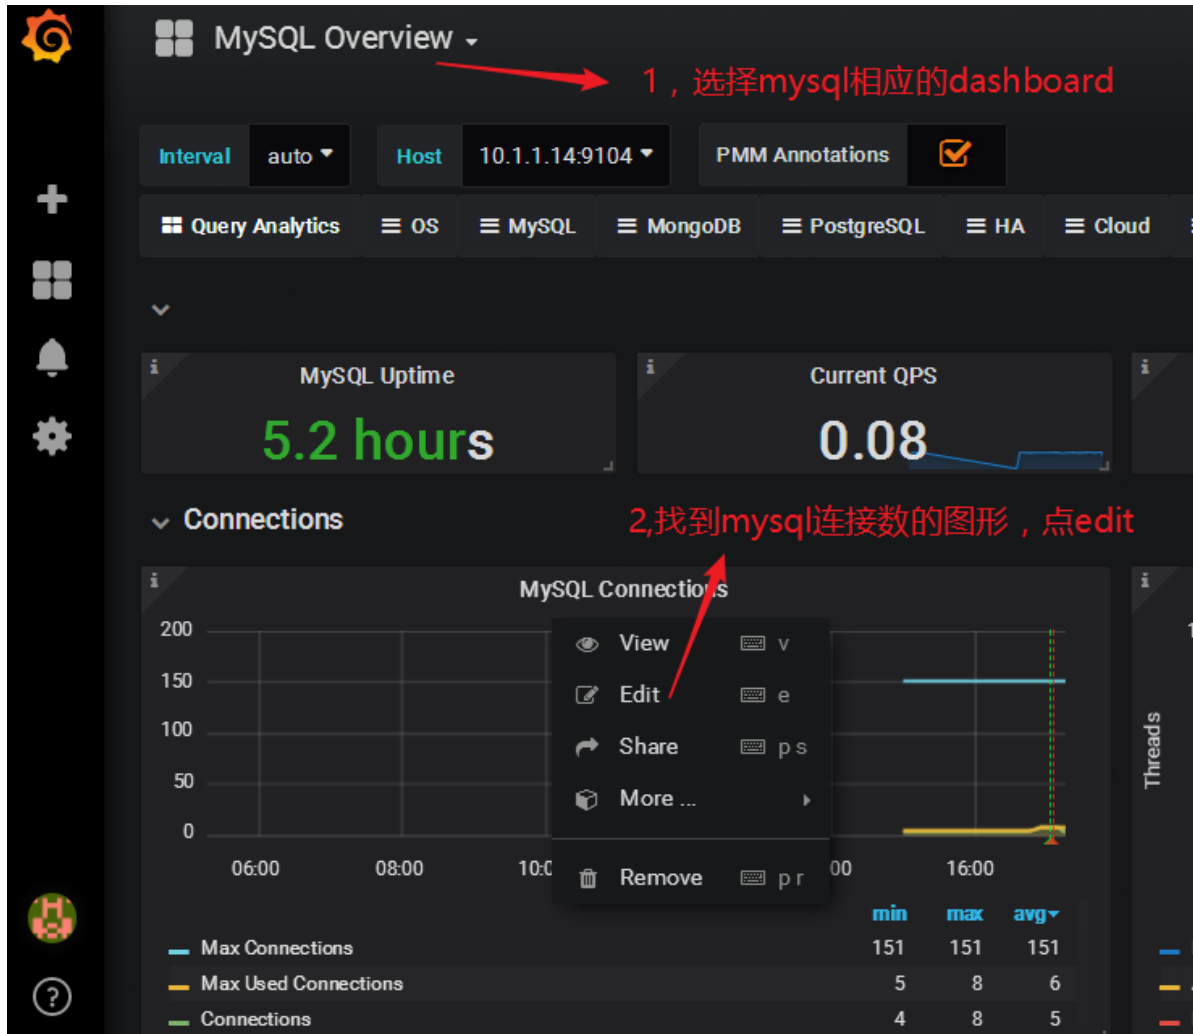 MySQL Overview
1，选择mysql相应的dashboard
Interval auto Host 10.1.1.14:9104 PMM Annotations
Query Analytics OS MySQL MongoDB PostgreSQL HA Cloud
MySQL Uptime Current QPS
5.2 hours 0.08
Connections 2,找到mysql连接数的图形，点edit
MySQL Connections
200
150
100
50
0
Threads
View v
Edit e
Share p s
More ...
Remove p r
06:00 08:00 16:00
min max avg
Max Connections 151 151 151
Max Used Connections 5 8 6
Connections 4 8 5